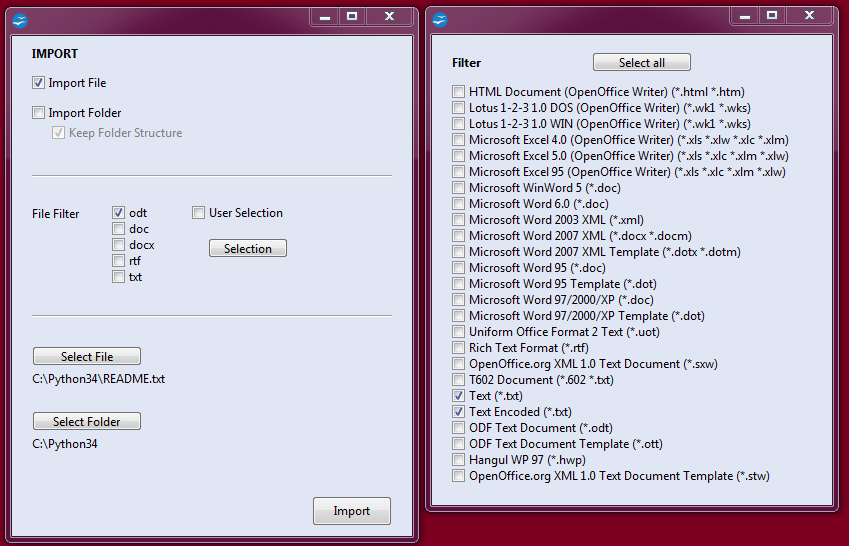 IMPORT
Import File
Import Folder
Keep Folder Structure
File Filter
odt
User Selection
doc
docx
Selection
rtf
txt
Select File
C:\Python34\README.txt
Select Folder
C:\Python34
Import
Filter
Select all
HTML Document (OpenOffice Writer) (*.html *.htm)
Lotus 1-2-3 1.0 DOS (OpenOffice Writer) (*.wk1 *.wks)
Lotus 1-2-3 1.0 WIN (OpenOffice Writer) (*.wk1 *.wks)
Microsoft Excel 4.0 (OpenOffice Writer) (*.xls *.xlw *.xlc *.xlm)
Microsoft Excel 5.0 (OpenOffice Writer) (*.xls *.xlc *.xlm *.xlw)
Microsoft Excel 95 (OpenOffice Writer) (*.xls *.xlc *.xlm *.xlw)
Microsoft WinWord 5 (*.doc)
Microsoft Word 6.0 (*.doc)
Microsoft Word 2003 XML (*.xml)
Microsoft Word 2007 XML (*.docx *.docm)
Microsoft Word 2007 XML Template (*.dotx *.dotm)
Microsoft Word 95 (*.doc)
Microsoft Word 95 Template (*.dot)
Microsoft Word 97/2000/XP (*.doc)
Microsoft Word 97/2000/XP Template (*.dot)
Uniform Office Format 2 Text (*.uot)
Rich Text Format (*.rtf)
OpenOffice.org XML 1.0 Text Document (*.sxw)
T602 Document (*.602 *.txt)
Text (*.txt)
Text Encoded (*.txt)
ODF Text Document (*.odt)
ODF Text Document Template (*.ott)
Hangul WP 97 (*.hwp)
OpenOffice.org XML 1.0 Text Document Template (*.stw)